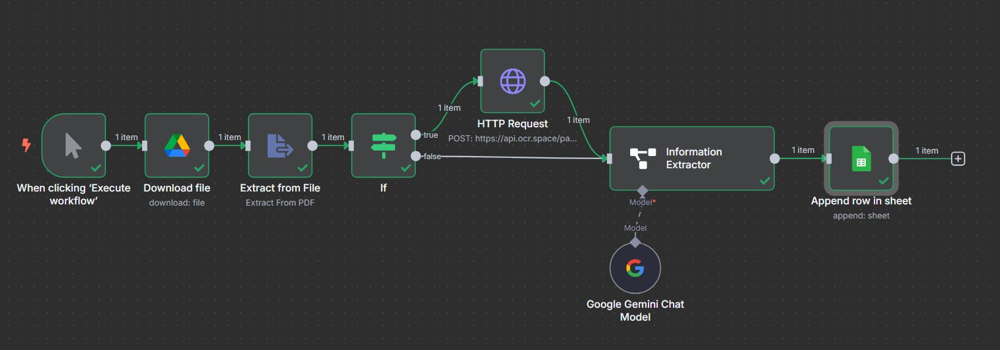 1 item
1 item
1 item
1 item
true
false
HTTP Request
POST: https://api.ocr.space/pa...
1 item
Information
Extractor
1 item
1 item
When clicking ‘Execute
workflow’
Download file
download: file
Extract from File
Extract From PDF
If
Model*
Model
Google Gemini Chat
Model
Append row in sheet
append: sheet